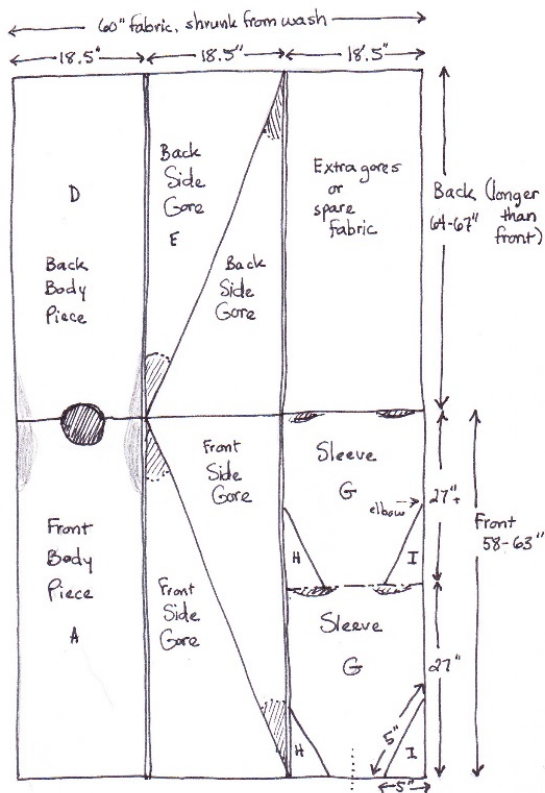 60" fabric, shrunk from wash
18.5"
18.5"
18.5"
D
Back
Body
Piece
Back
Side
Gore
E
Back
Side
Gore
Extra gores
or
spare
fabric
Back (longer
64-67" than
front)
Front
Body
Piece
A
Front
Side
Gore
Front
Side
Gore
Sleeve
G
elbow
27"+
H
I
Front
58-63"
Sleeve
G
27"
H
5"
I
5"